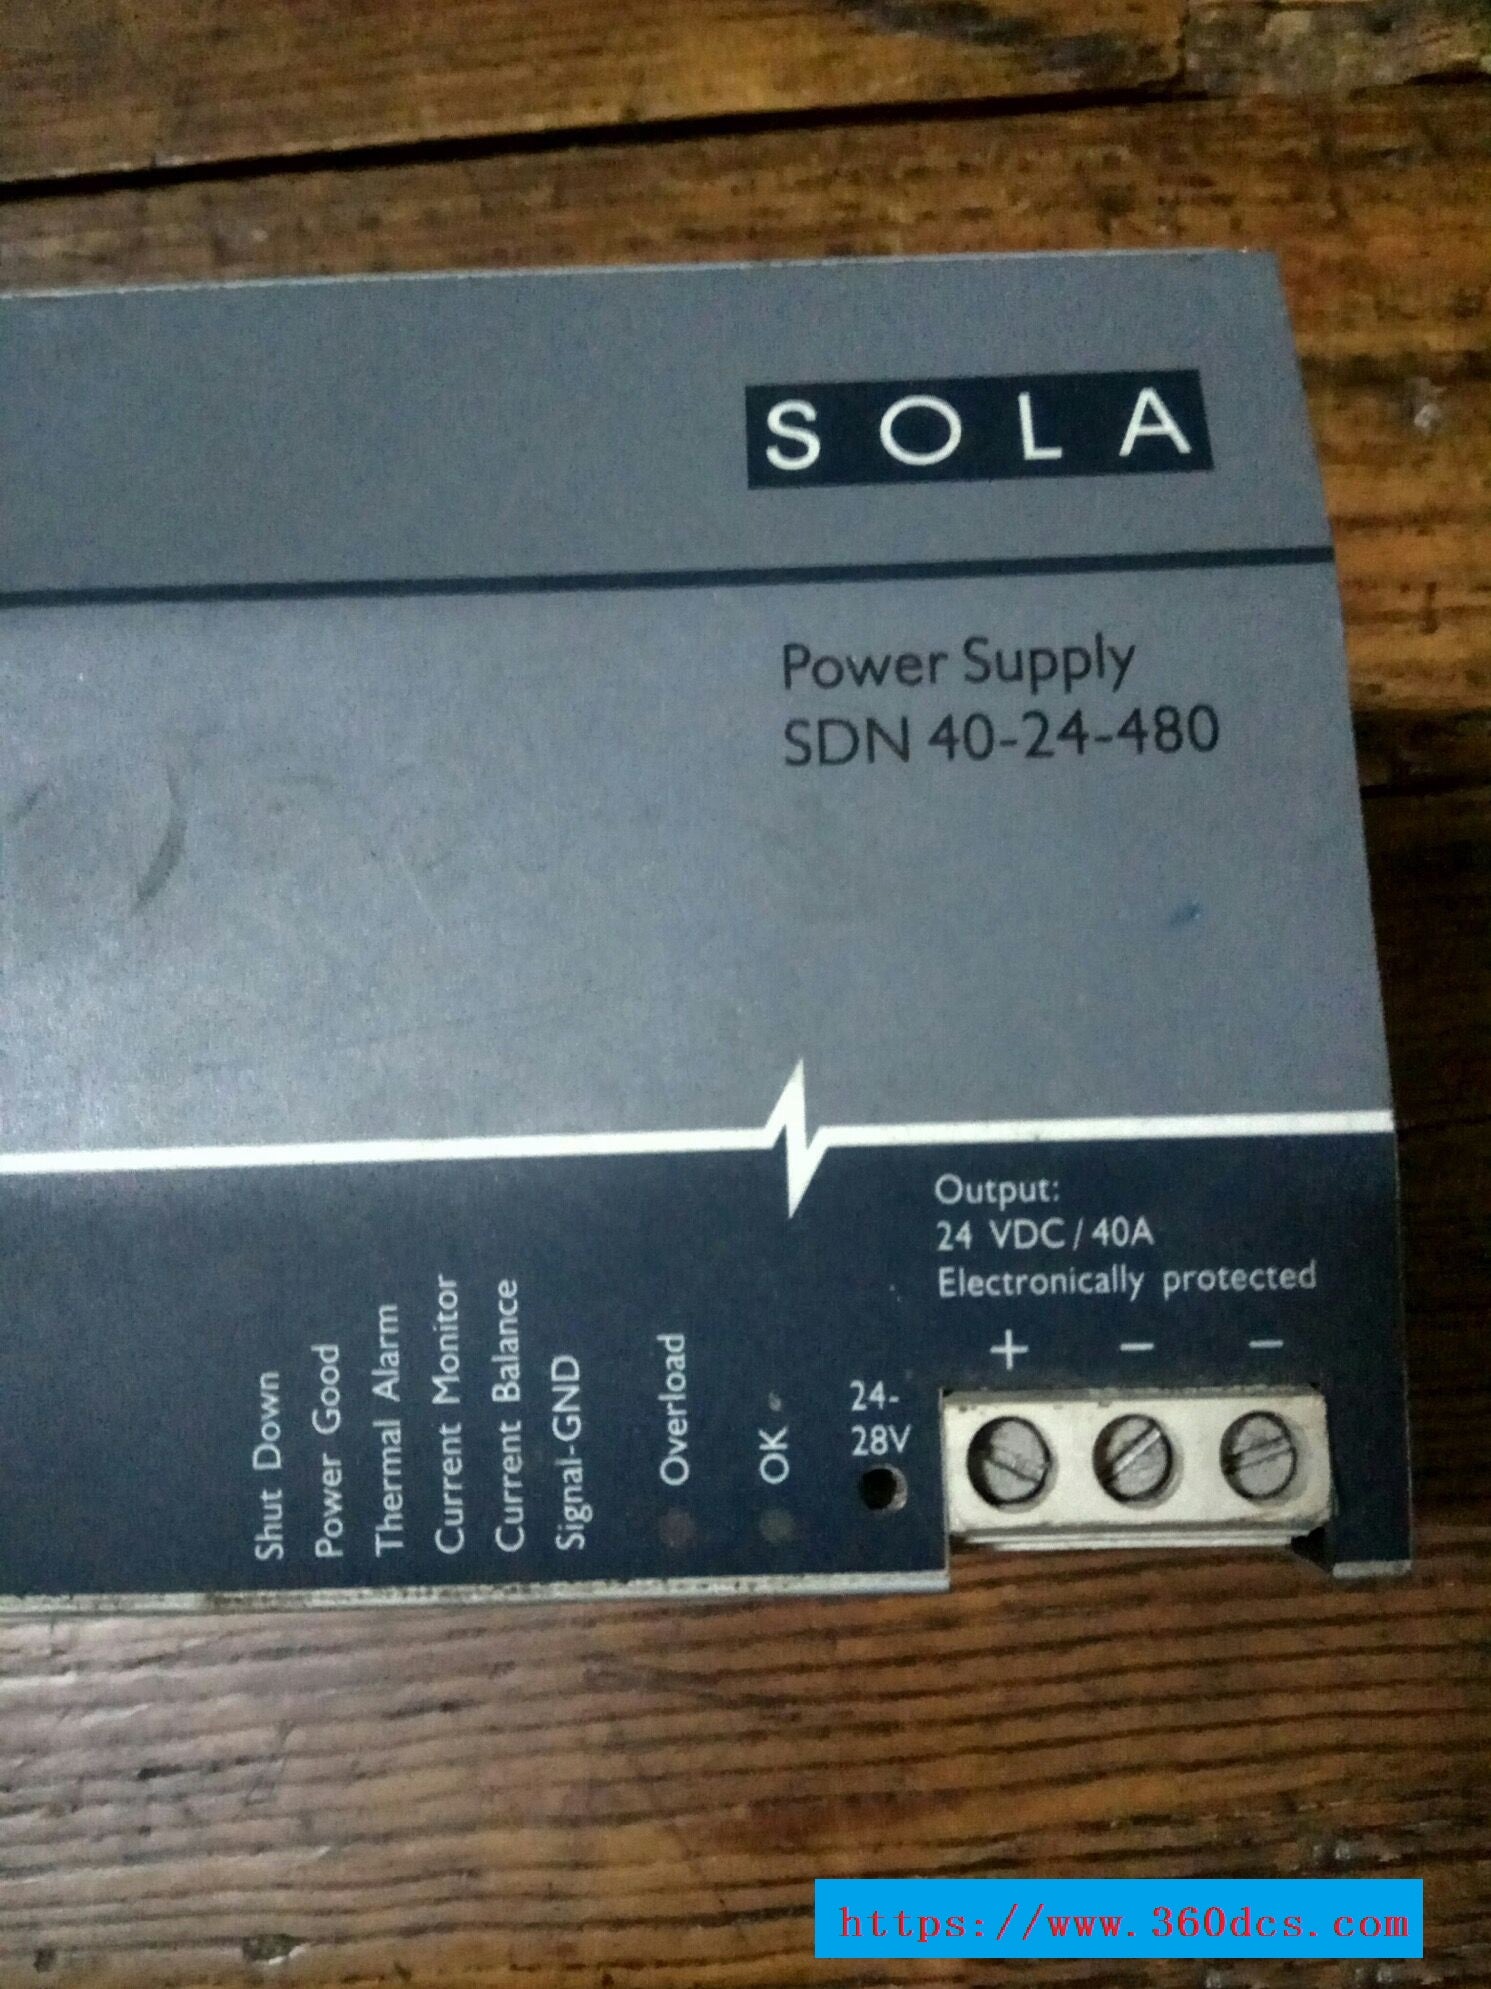 SOLA
Power Supply
SDN 40-24-480
Output:
24 VDC / 40A
Electronically protected
+ − −
Shut Down
Power Good
Thermal Alarm
Current Monitor
Current Balance
Signal-GND
Overload
OK
24-
28V
https://www.360dcs.com